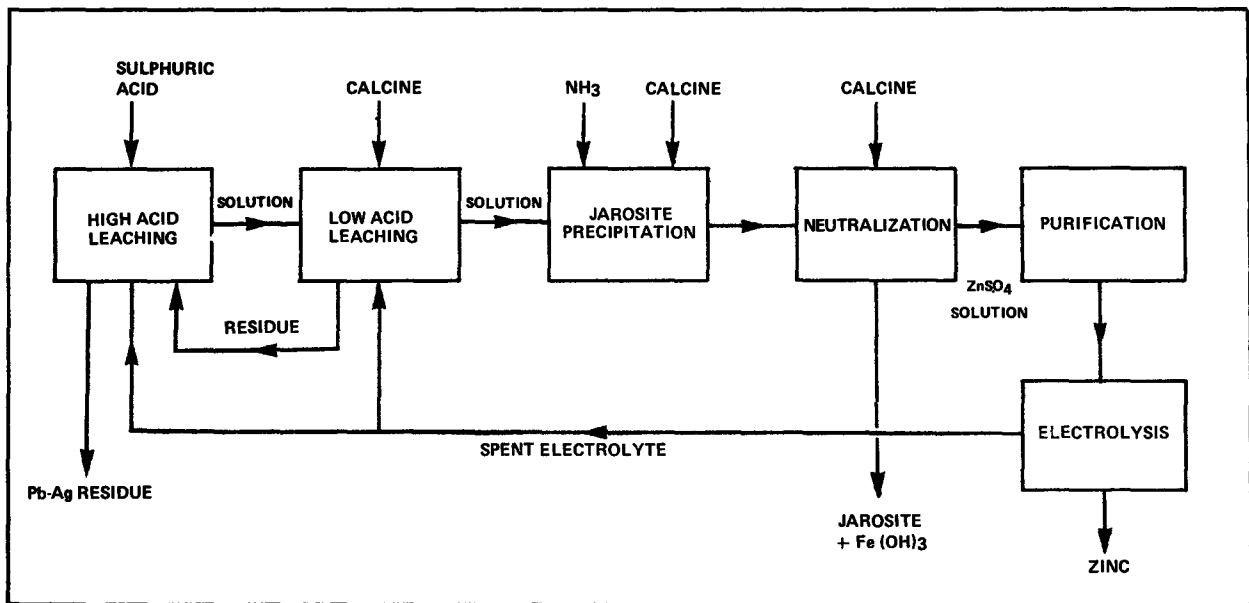 SULPHURIC
ACID
CALCINE
NH3
CALCINE
CALCINE
HIGH ACID
LEACHING
SOLUTION
LOW ACID
LEACHING
SOLUTION
JAROSITE
PRECIPITATION
NEUTRALIZATION
PURIFICATION
ZnSO4
SOLUTION
RESIDUE
SPENT ELECTROLYTE
ELECTROLYSIS
Pb-Ag RESIDUE
JAROSITE
+ Fe (OH)3
ZINC